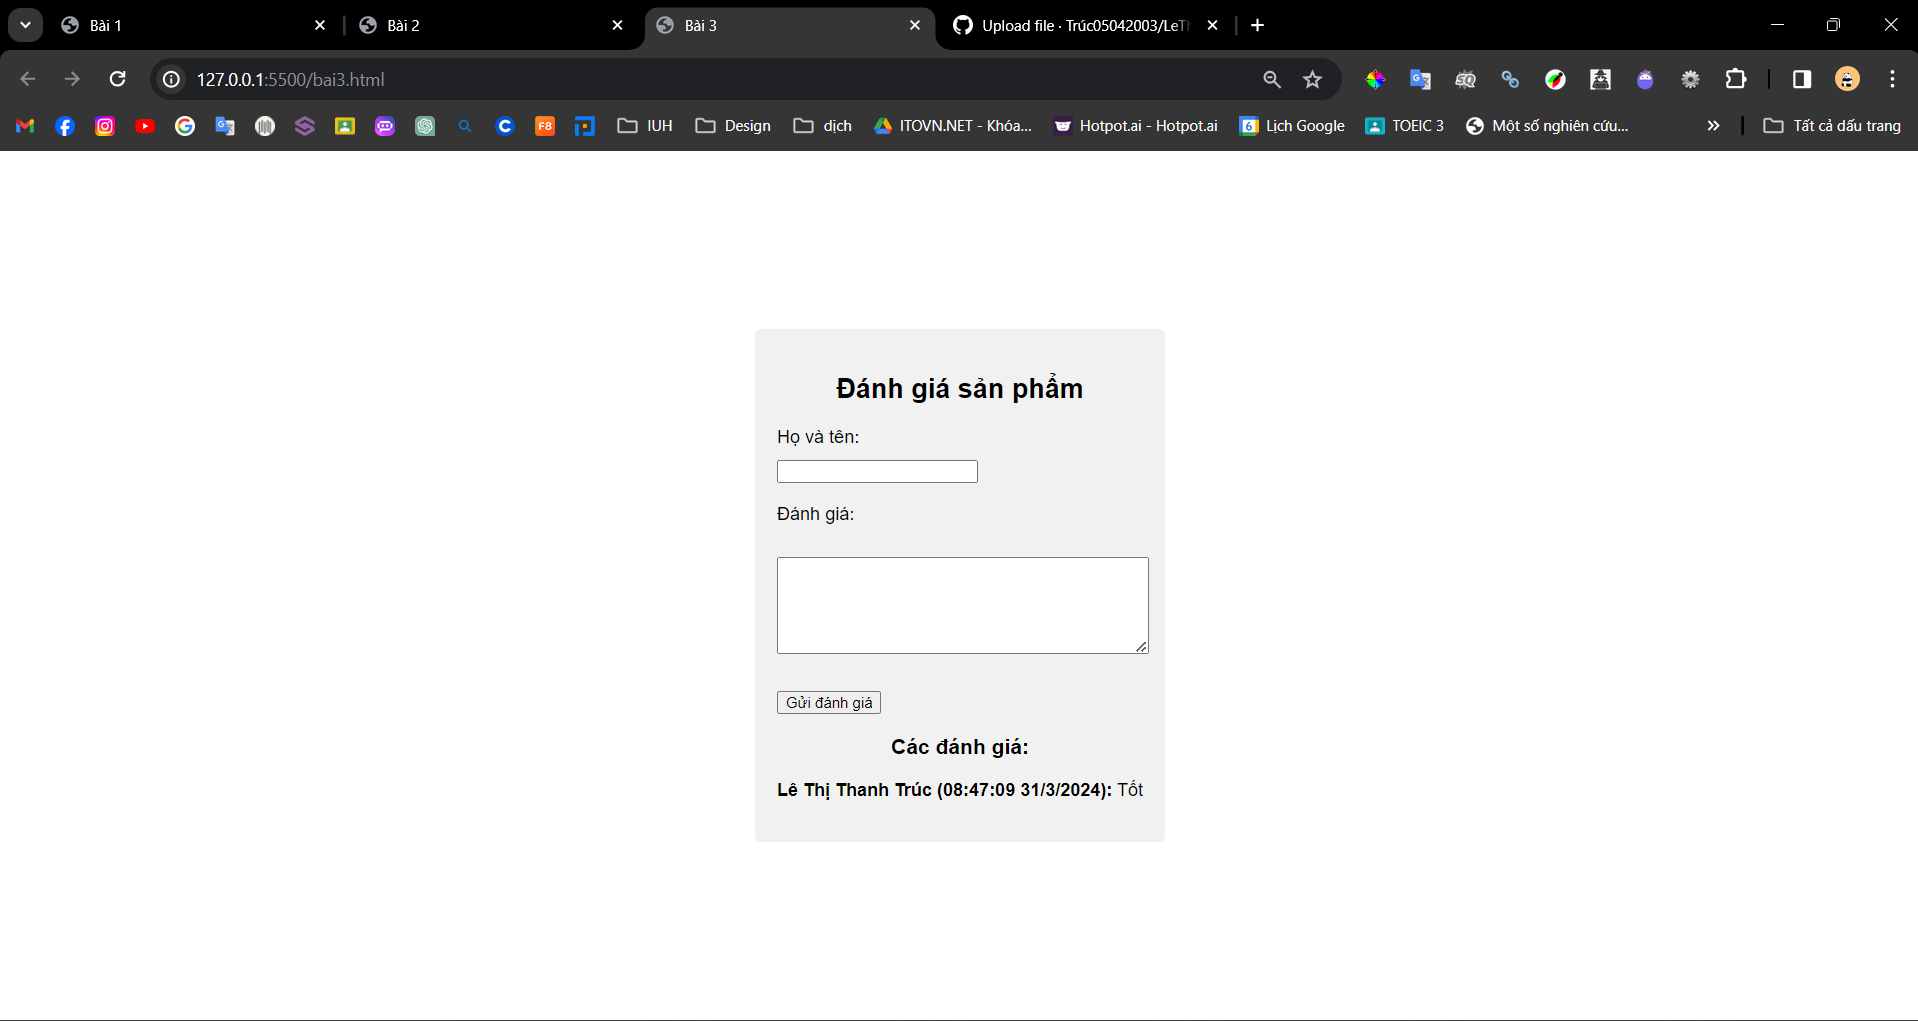 Bài 1
Bài 2
Bài 3
Upload file · Trúc05042003/LeTh
127.0.0.1:5500/bai3.html
F8
IUH
Design
dịch
ITOVN.NET - Khóa...
Hotpot.ai - Hotpot.ai
6
Lịch Google
TOEIC 3
Một số nghiên cứu...
Tất cả dấu trang
Đánh giá sản phẩm
Họ và tên:
Đánh giá:
Gửi đánh giá
Các đánh giá:
Lê Thị Thanh Trúc (08:47:09 31/3/2024): Tốt